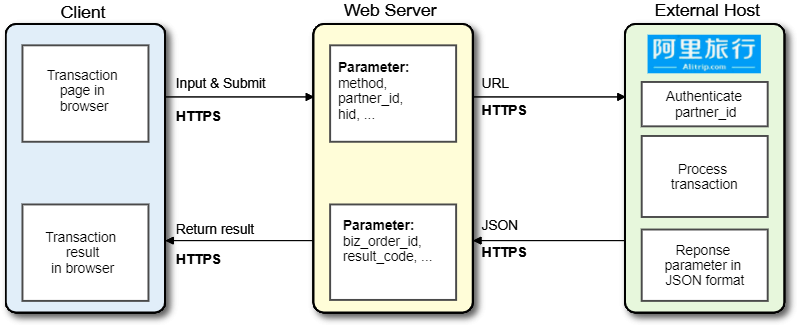 Client
Web Server
External Host
Transaction
page in
browser
Input & Submit
HTTPS
Parameter:
method,
partner_id,
hid, ...
URL
HTTPS
阿里旅行
Alitrip.com
Authenticate
partner_id
Process
transaction
Transaction
result
in browser
Return result
HTTPS
Parameter:
biz_order_id,
result_code, ...
JSON
HTTPS
Reponse
parameter in
JSON format